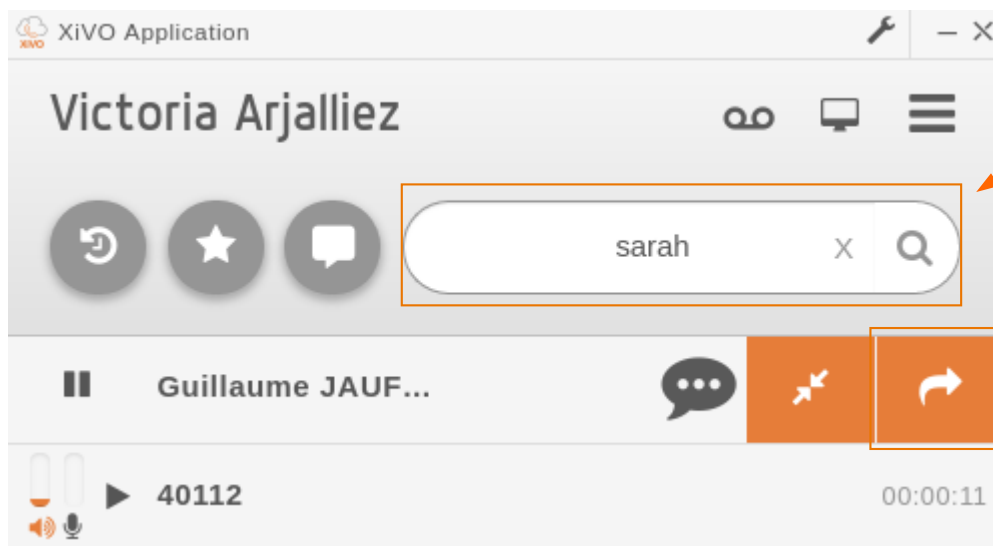 XiVO XiVO Application
Victoria Arjalliez
sarah X
Guillaume JAUF...
40112 00:00:11